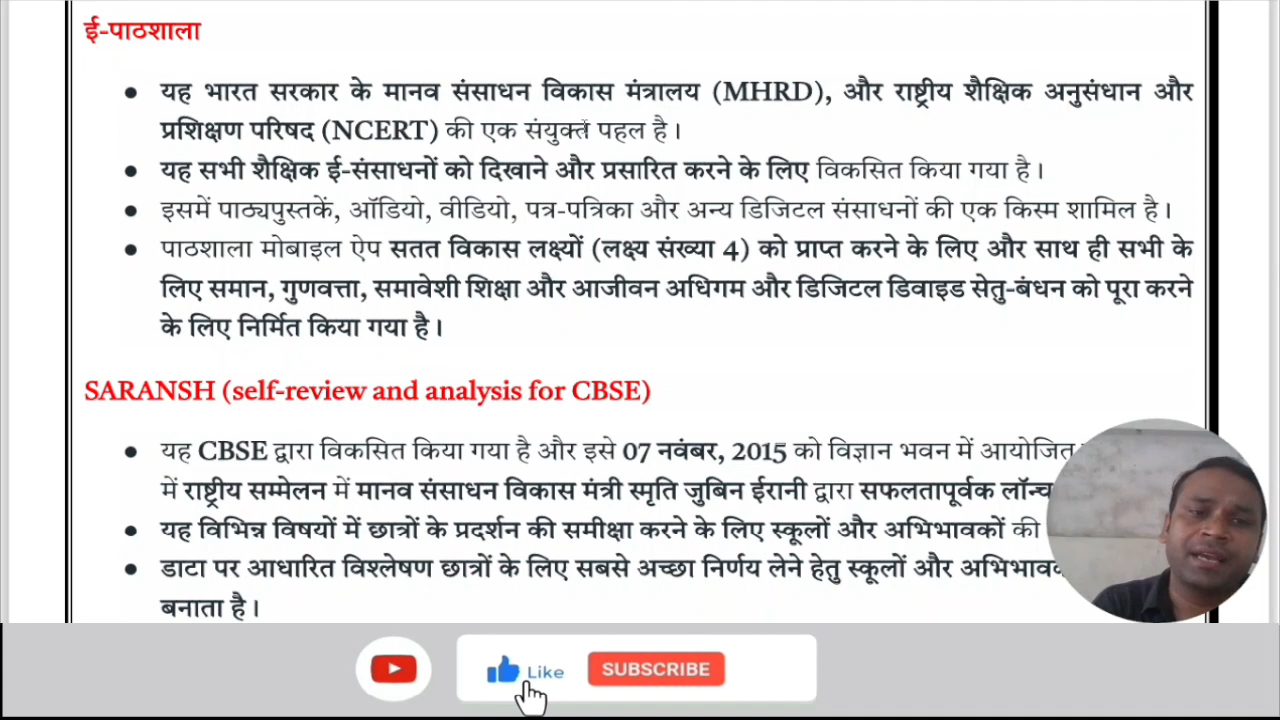 ई-पाठशाला
यह भारत सरकार के मानव संसाधन विकास मंत्रालय (MHRD), और राष्ट्रीय शैक्षिक अनुसंधान और
प्रशिक्षण परिषद (NCERT) की एक संयुक्त पहल है।
यह सभी शैक्षिक ई-संसाधनों को दिखाने और प्रसारित करने के लिए विकसित किया गया है।
इसमें पाठ्यपुस्तकें, ऑडियो, वीडियो, पत्र-पत्रिका और अन्य डिजिटल संसाधनों की एक किस्म शामिल है।
पाठशाला मोबाइल ऐप सतत विकास लक्ष्यों (लक्ष्य संख्या 4) को प्राप्त करने के लिए और साथ ही सभी के
लिए समान, गुणवत्ता, समावेशी शिक्षा और आजीवन अधिगम और डिजिटल डिवाइड सेतु-बंधन को पूरा करने
के लिए निर्मित किया गया है।
SARANSH (self-review and analysis for CBSE)
यह CBSE द्वारा विकसित किया गया है और इसे 07 नवंबर, 2015 को विज्ञान भवन में आयोजित
में राष्ट्रीय सम्मेलन में मानव संसाधन विकास मंत्री स्मृति जुबिन ईरानी द्वारा सफलतापूर्वक
यह विभिन्न विषयों में छात्रों के प्रदर्शन की समीक्षा करने के लिए स्कूलों और अभिभावकों की
डाटा पर आधारित विश्लेषण छात्रों के लिए सबसे अच्छा निर्णय लेने हेतु स्कूलों और
बनाता है।
Like
SUBSCRIBE